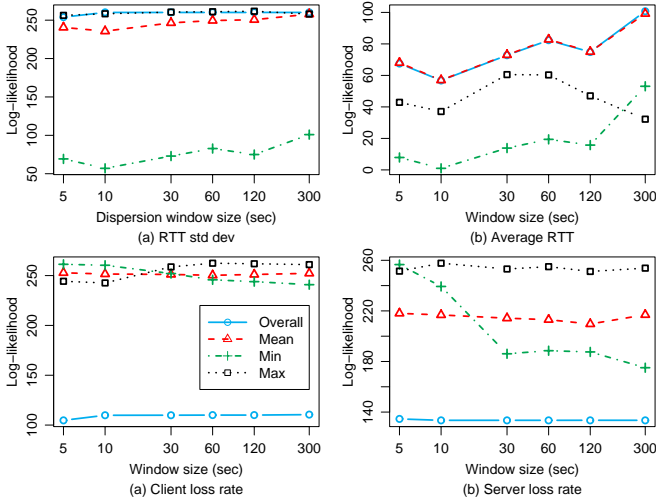 Log−likelihood
50
100
150
200
250
5
10
30
60
120
300
Dispersion window size (sec)
(a) RTT std dev
Log−likelihood
0
20
40
60
80
100
5
10
30
60
120
300
Window size (sec)
(b) Average RTT
Log−likelihood
100
150
200
250
Overall
Mean
Min
Max
5
10
30
60
120
300
Window size (sec)
(a) Client loss rate
Log−likelihood
140
180
220
260
5
10
30
60
120
300
Window size (sec)
(b) Server loss rate